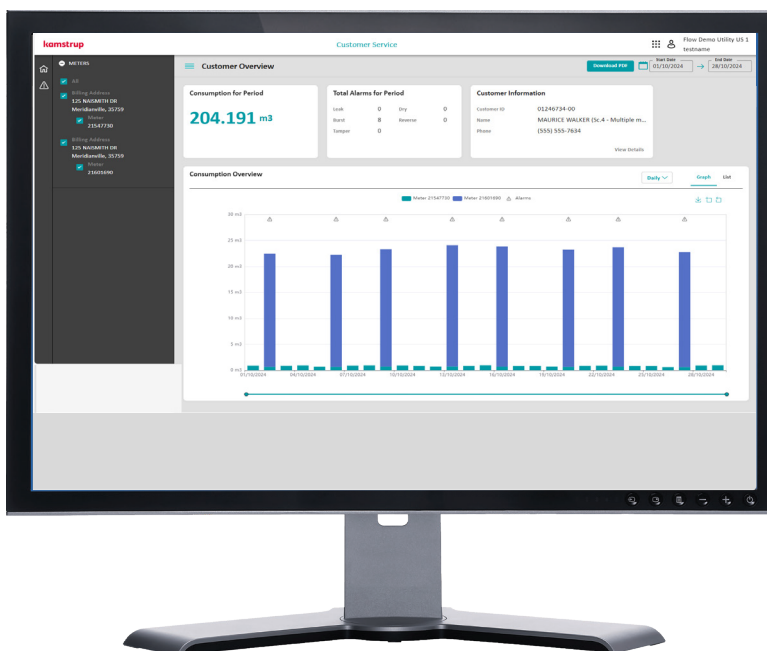 kamstrup
Customer Service
Flow Demo Utility US 1
testname
METERS
All
Billing Address
125 NAISMITH DR
Meridianville, 35759
Meter
21547730
Billing Address
125 NAISMITH DR
Meridianville, 35759
Meter
21601690
Customer Overview
Download PDF
Start Date
01/10/2024
End Date
28/10/2024
Consumption for Period
204.191 m3
Total Alarms for Period
Leak 0 Dry 0
Burst 8 Reverse 0
Tamper 0
Customer Information
Customer ID 01246734-00
Name MAURICE WALKER (Sc.4 - Multiple m...
Phone (555) 555-7634
View Details
Consumption Overview
Daily
Graph
List
Meter 21547730 Meter 21601690 Alarms
30 m3
25 m3
20 m3
15 m3
10 m3
5 m3
0 m3
01/10/2024 04/10/2024 07/10/2024 10/10/2024 13/10/2024 16/10/2024 19/10/2024 22/10/2024 25/10/2024 28/10/2024